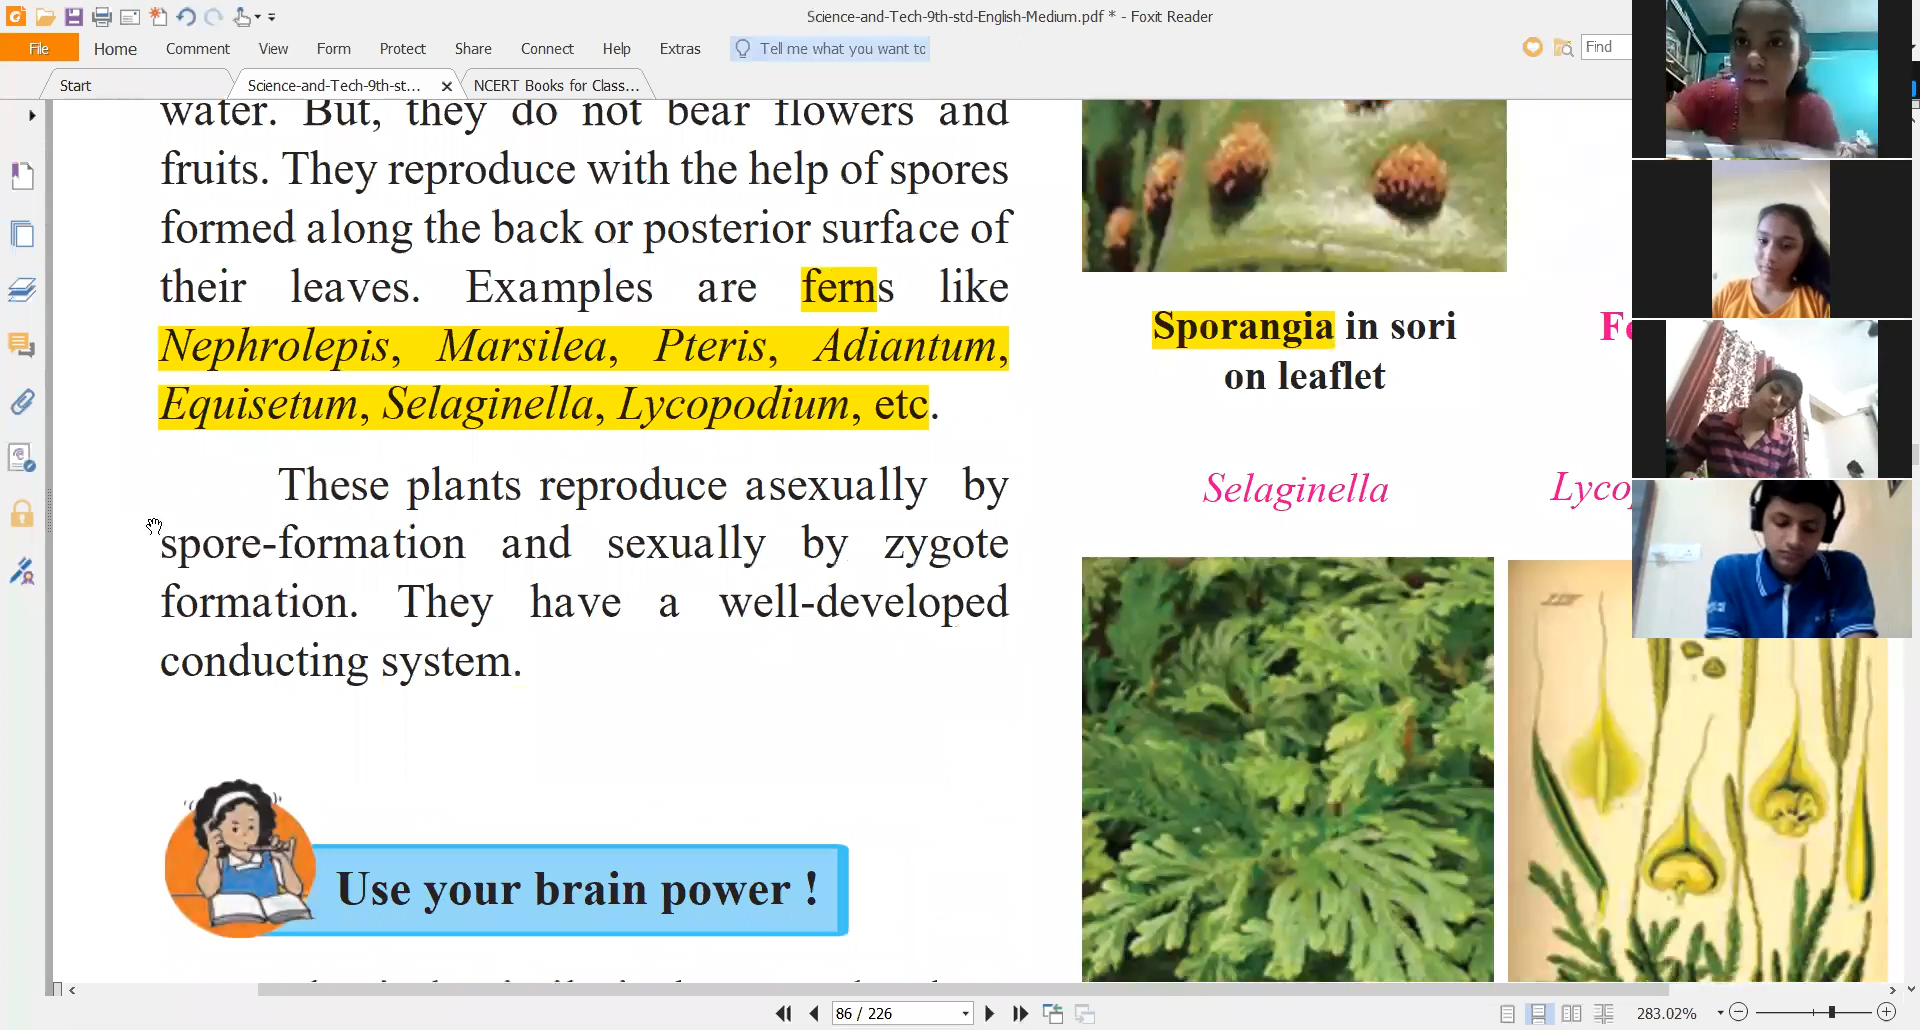 Science-and-Tech-9th-std-English-Medium.pdf * - Foxit Reader
File Home Comment View Form Protect Share Connect Help Extras Tell me what you want to Find
Start Science-and-Tech-9th-st... NCERT Books for Class...
water. But, they do not bear flowers and
fruits. They reproduce with the help of spores
formed along the back or posterior surface of
their leaves. Examples are ferns like
Nephrolepis, Marsilea, Pteris, Adiantum,
Equisetum, Selaginella, Lycopodium, etc.
These plants reproduce asexually by
spore-formation and sexually by zygote
formation. They have a well-developed
conducting system.
Use your brain power !
Sporangia in sori
on leaflet
Selaginella
86 / 226
283.02%